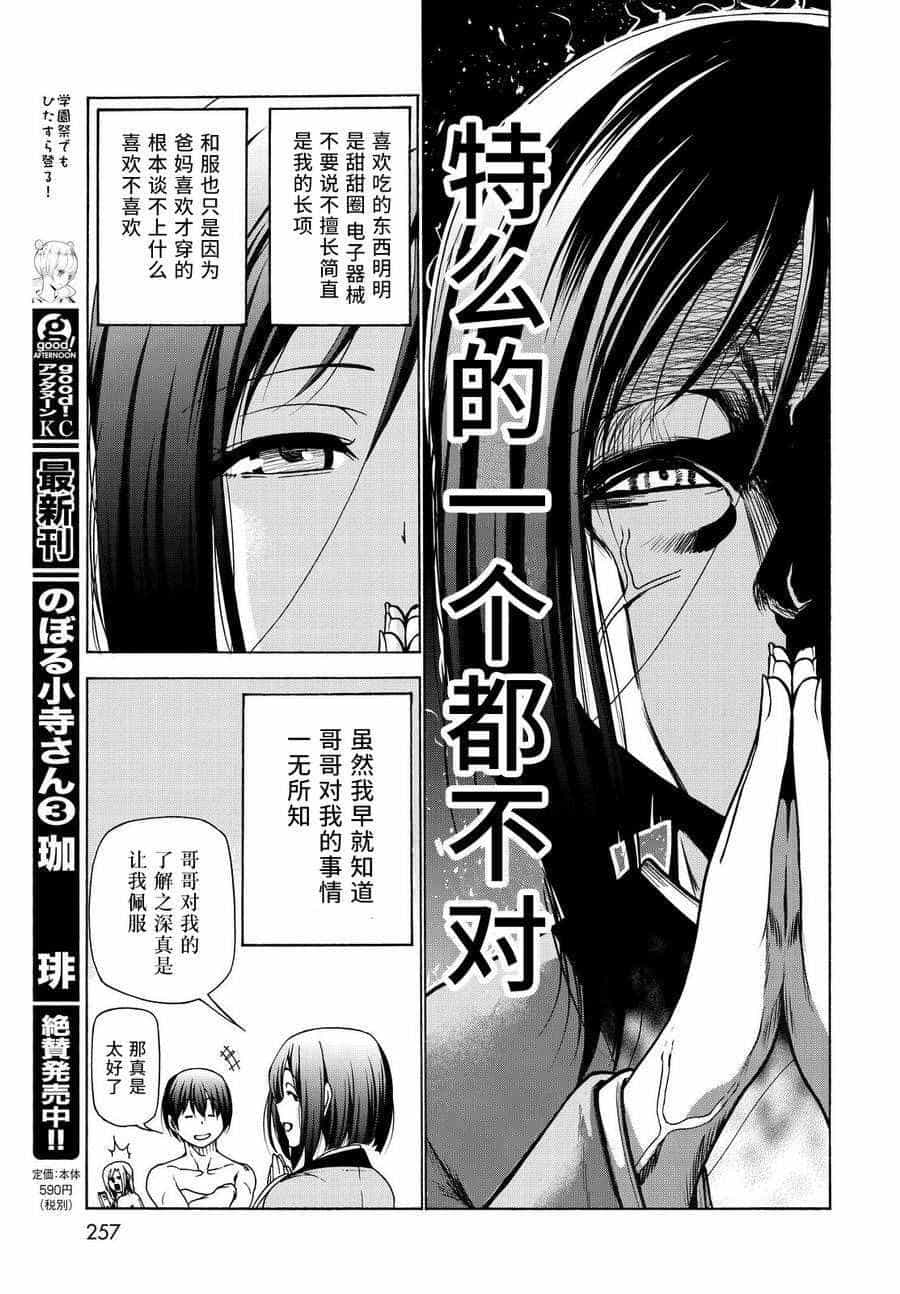 特么的一个都不对
喜欢吃的东西明明
是甜甜圈 电子器械
不要说不擅长简直
是我的长项
和服也只是因为
爸妈喜欢才穿的
根本谈不上什么
喜欢不喜欢
虽然我早就知道
哥哥对我的事情
一无所知
哥哥对我的
了解之深真是
让我佩服
那真是
太好了
学園祭でも
ひたすら登る!
good!
AFTERNOON
good!
アフタヌーン
KC
最新刊
のぼる小寺さん③
珈琲
絶賛発売中!!
定価:本体
590円
(税別)
257